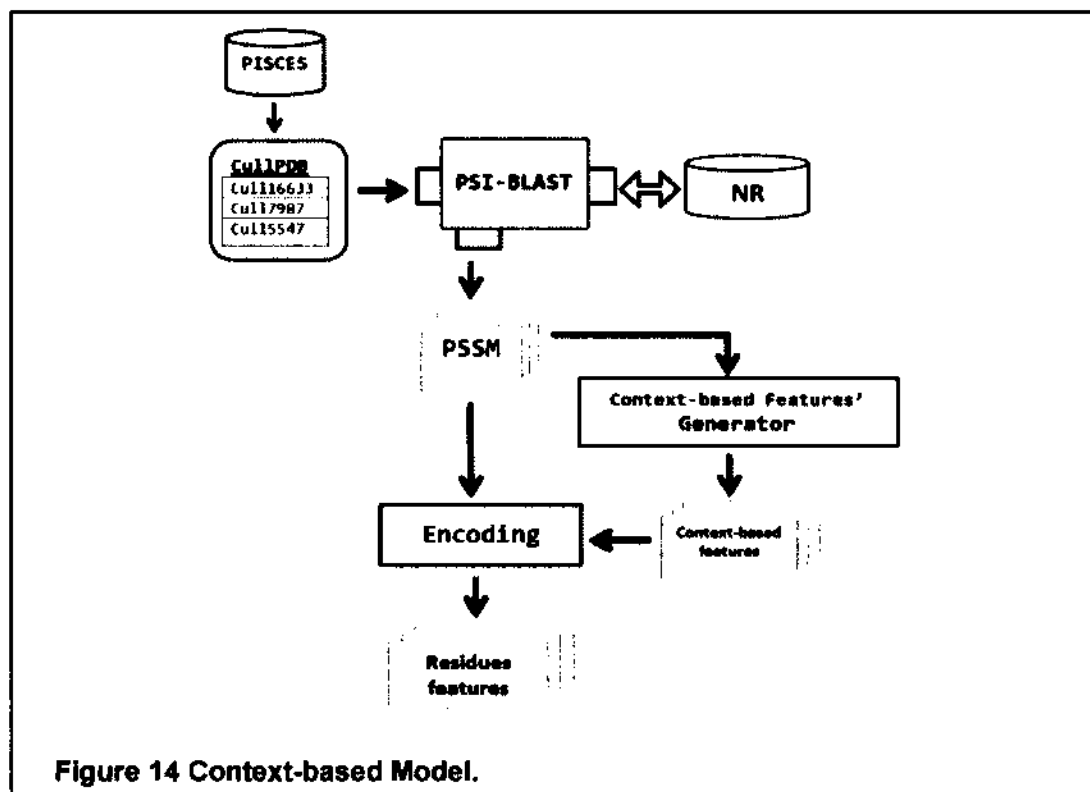 PISCES
CullPDB
Cull16633
Cull7987
Cull5547
PSI-BLAST
NR
PSSM
Context-based Features'
Generator
Encoding
Context-based
features
Residues
features
Figure 14 Context-based Model.